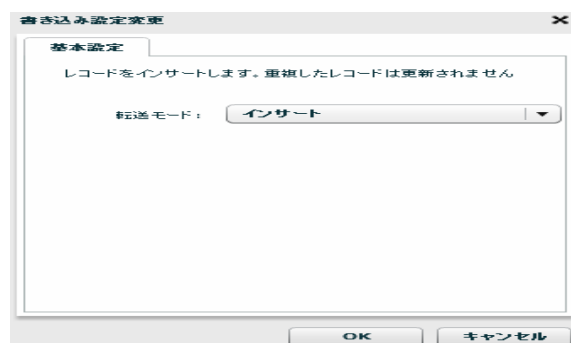 書き込み設定変更
基本設定
レコードをインサートします。重複したレコードは更新されません
転送モード：
インサート
OK
キャンセル